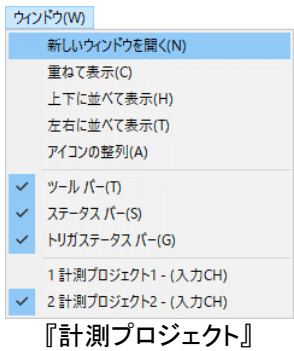 ウィンドウ(W)
新しいウィンドウを開く(N)
重ねて表示(C)
上下に並べて表示(H)
左右に並べて表示(T)
アイコンの整列(A)
ツール バー(T)
ステータス バー(S)
トリガステータス バー(G)
1 計測プロジェクト1 - (入力CH)
2 計測プロジェクト2 - (入力CH)
『計測プロジェクト』